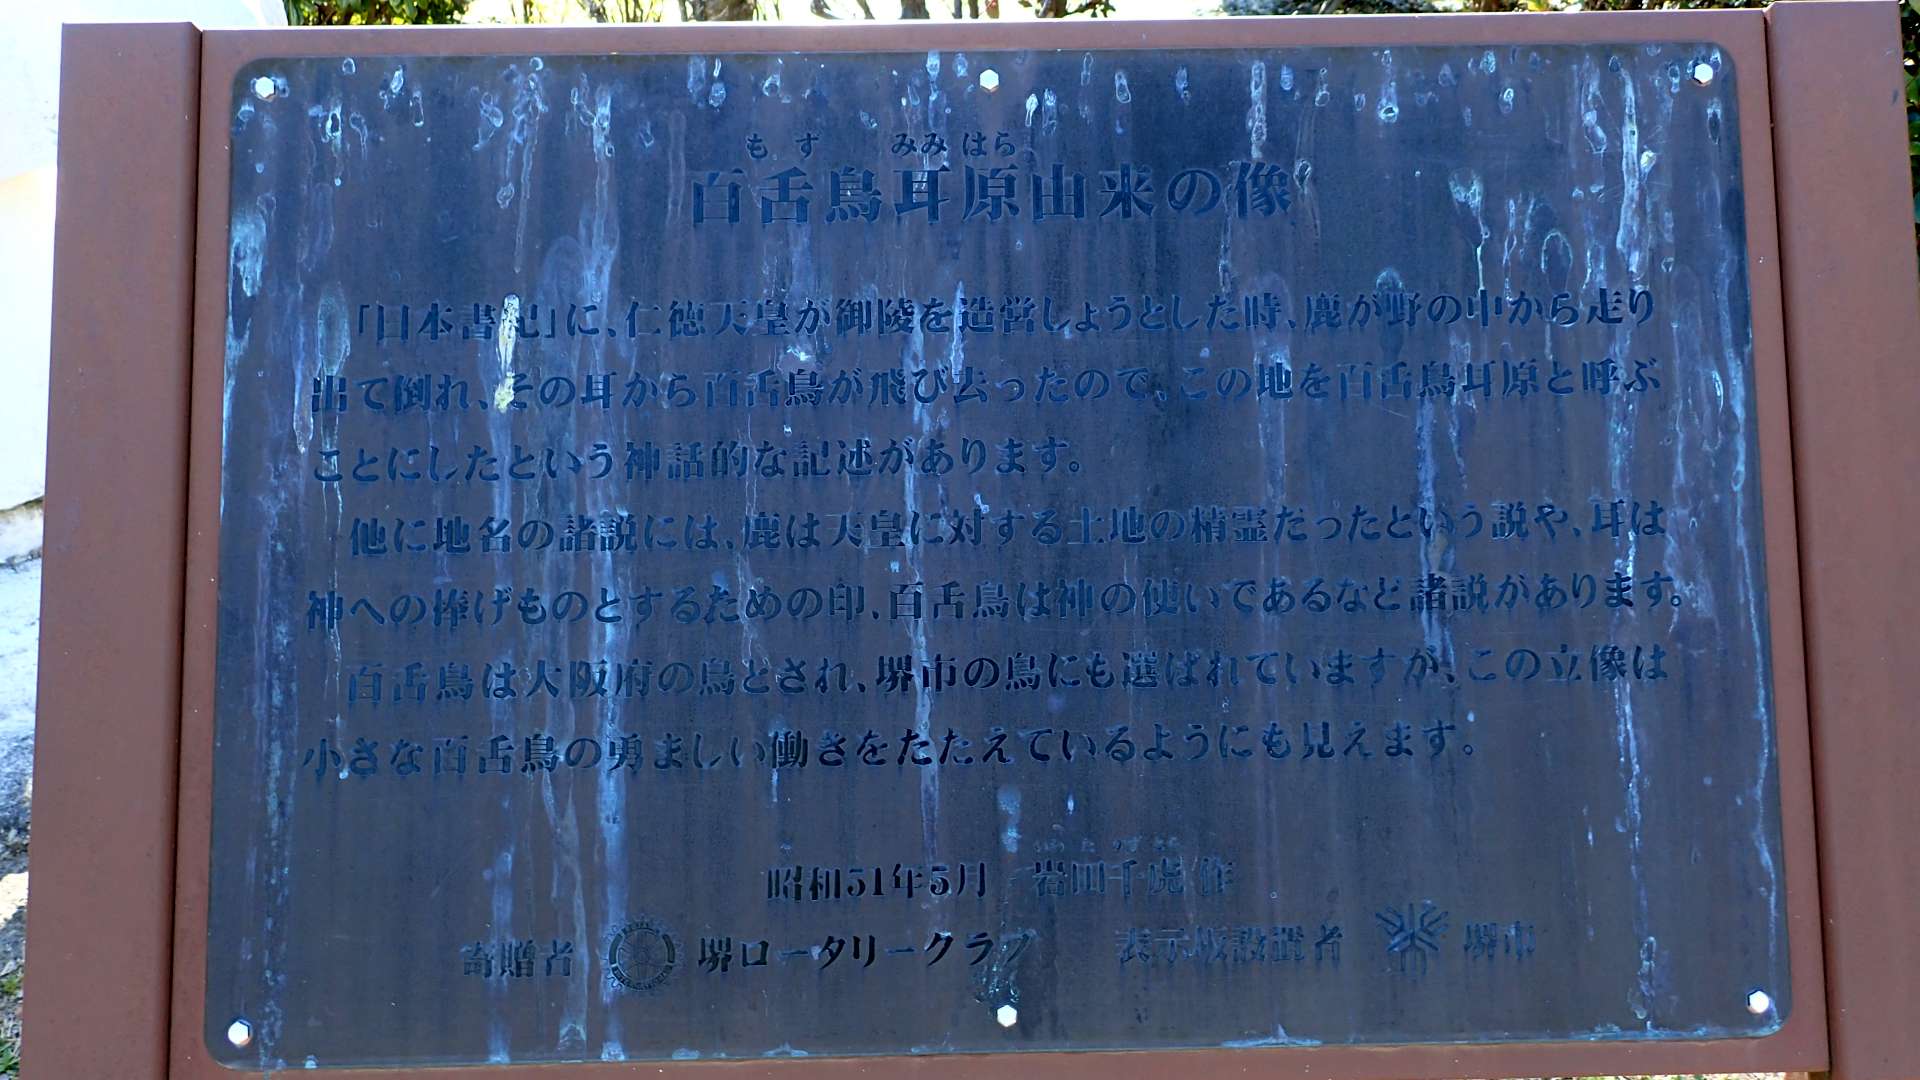 もず みみはら
百舌鳥耳原由来の像
「日本書紀」に、仁徳天皇が御陵を造営しようとした時、鹿が野の中から走り
出て倒れ、その耳から百舌鳥が飛び去ったので、この地を百舌鳥耳原と呼ぶ
ことにしたという神話的な記述があります。
他に地名の諸説には、鹿は天皇に対する土地の精霊だったという説や、耳は
神への捧げものとするための印、百舌鳥は神の使いであるなど諸説があります。
百舌鳥は大阪府の鳥とされ、堺市の鳥にも選ばれていますが、この立像は
小さな百舌鳥の勇ましい働きをたたえているようにも見えます。
昭和51年5月 岩田千虎 作
寄贈者 堺ロータリークラブ 表示板設置者 堺市